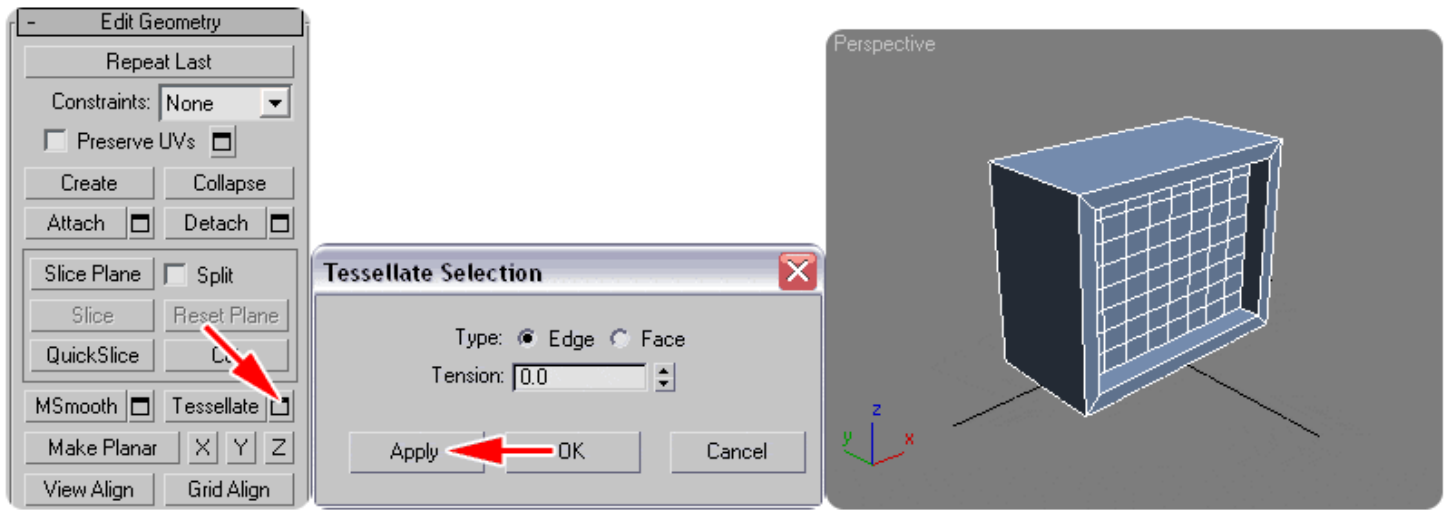 - Edit Geometry
Repeat Last
Constraints: None
Preserve UVs
Create Collapse
Attach Detach
Slice Plane Split
Slice Reset Plane
QuickSlice
MSmooth Tessellate
Make Planar X Y Z
View Align Grid Align
Tessellate Selection
Type: Edge Face
Tension: 0.0
Apply OK Cancel
Perspective
z
y x